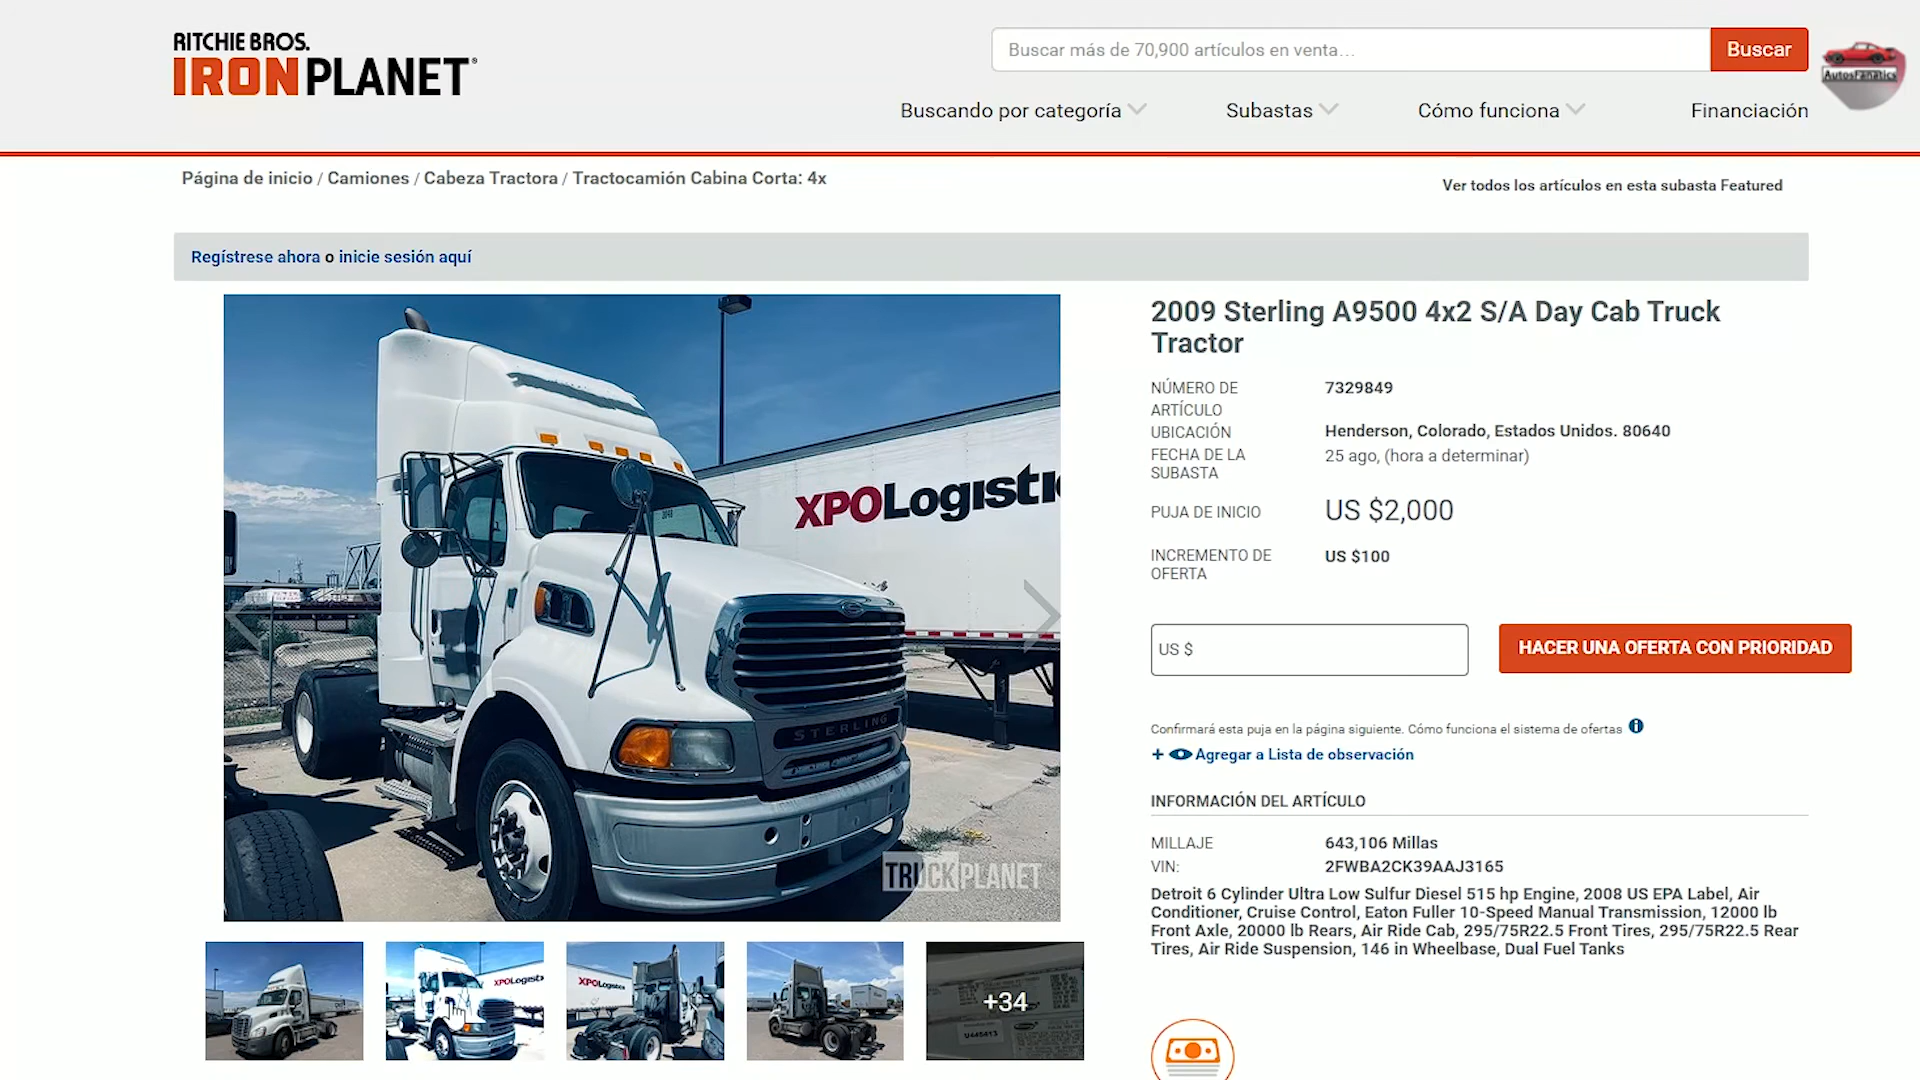 RITCHIE BROS.
IRONPLANET®
Buscar más de 70,900 artículos en venta...
Buscar
AutosFanatics
Buscando por categoría
Subastas
Cómo funciona
Financiación
Página de inicio / Camiones / Cabeza Tractora / Tractocamión Cabina Corta: 4x
Ver todos los artículos en esta subasta Featured
Regístrese ahora o inicie sesión aquí
XPOLogistic
STERLING
TRUCKPLANET
XPOLogist
XPOLogistics
+34
2009 Sterling A9500 4x2 S/A Day Cab Truck
Tractor
NÚMERO DE
ARTÍCULO
7329849
UBICACIÓN
Henderson, Colorado, Estados Unidos. 80640
FECHA DE LA
SUBASTA
25 ago, (hora a determinar)
PUJA DE INICIO
US $2,000
INCREMENTO DE
OFERTA
US $100
US $
HACER UNA OFERTA CON PRIORIDAD
Confirmará esta puja en la página siguiente. Cómo funciona el sistema de ofertas i
+ Agregar a Lista de observación
INFORMACIÓN DEL ARTÍCULO
MILLAJE
643,106 Millas
VIN:
2FWBA2CK39AAJ3165
Detroit 6 Cylinder Ultra Low Sulfur Diesel 515 hp Engine, 2008 US EPA Label, Air
Conditioner, Cruise Control, Eaton Fuller 10-Speed Manual Transmission, 12000 lb
Front Axle, 20000 lb Rears, Air Ride Cab, 295/75R22.5 Front Tires, 295/75R22.5 Rear
Tires, Air Ride Suspension, 146 in Wheelbase, Dual Fuel Tanks